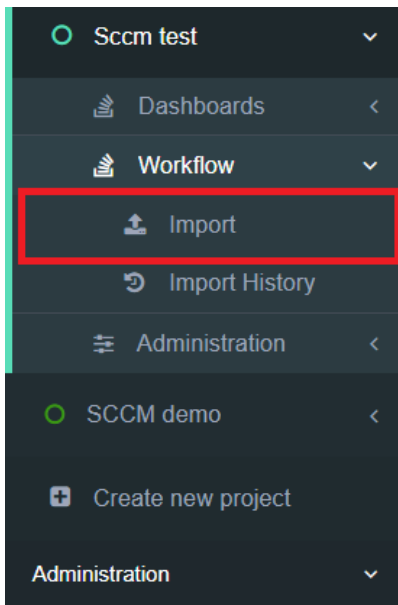 Sccm test
Dashboards
Workflow
Import
Import History
Administration
SCCM demo
Create new project
Administration